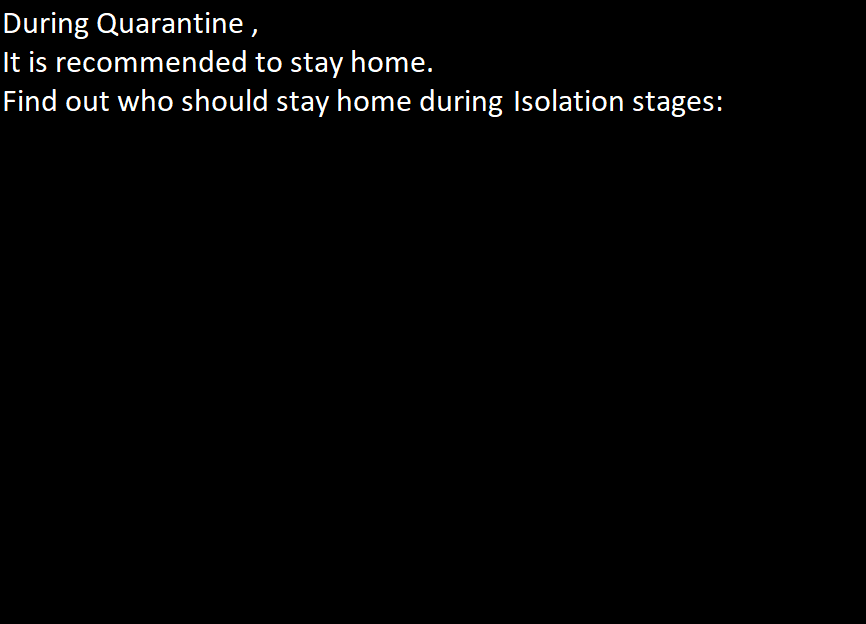 During Quarantine ,
It is recommended to stay home.
Find out who should stay home during Isolation stages: